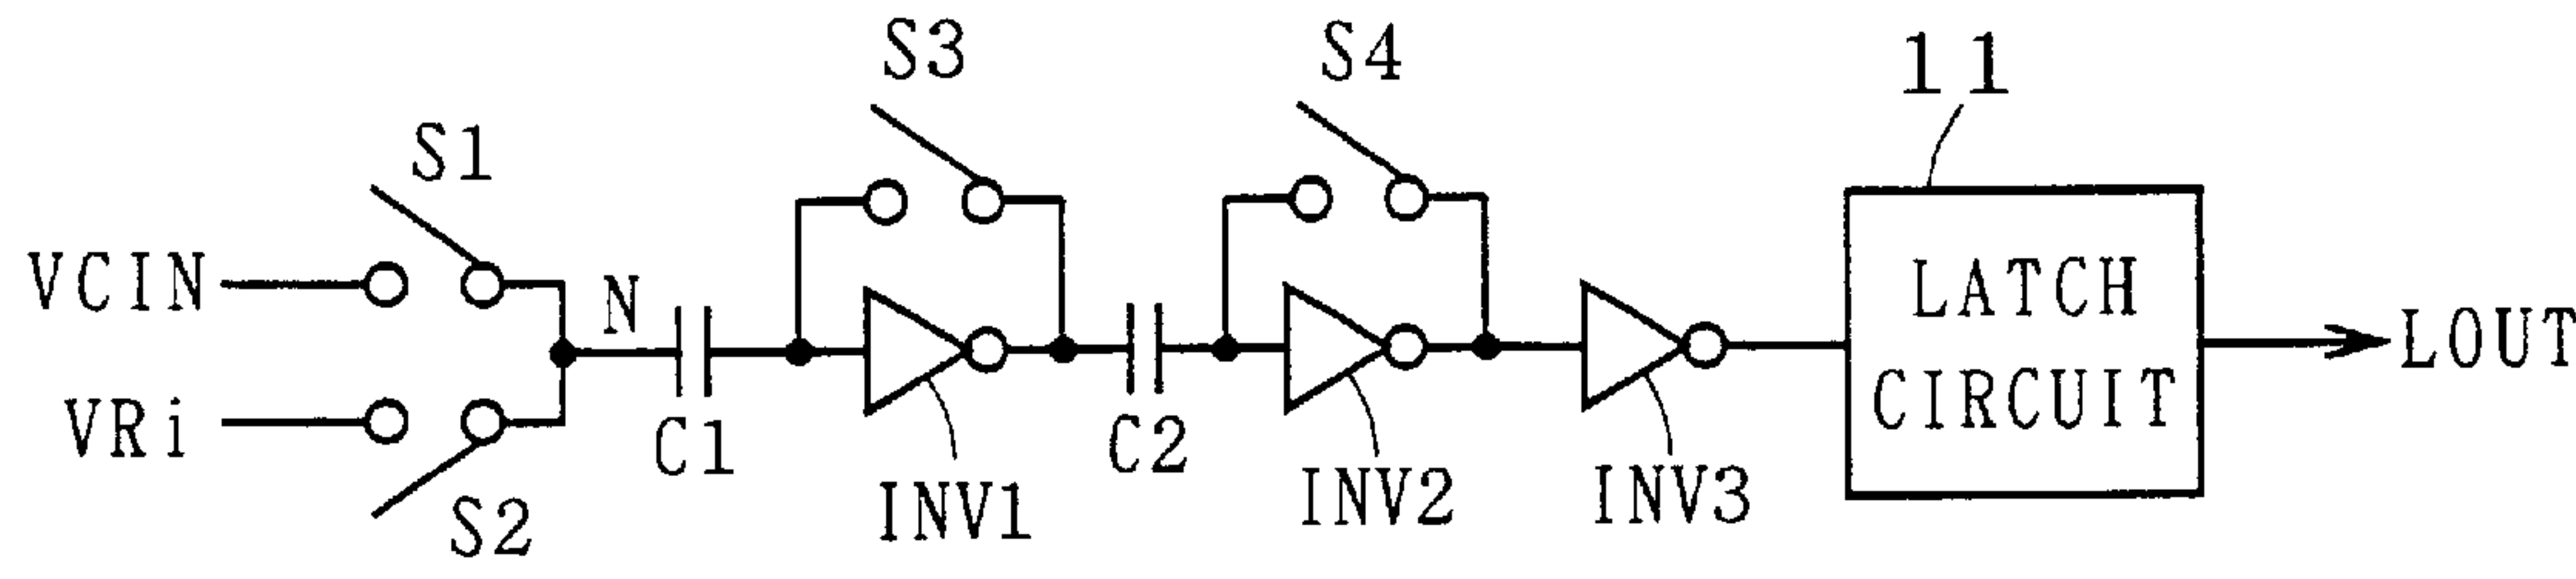 S3
S4
11
S1
VCIN
N
LATCH
CIRCUIT
LOUT
VRi
C1
C2
S2
INV1
INV2
INV3